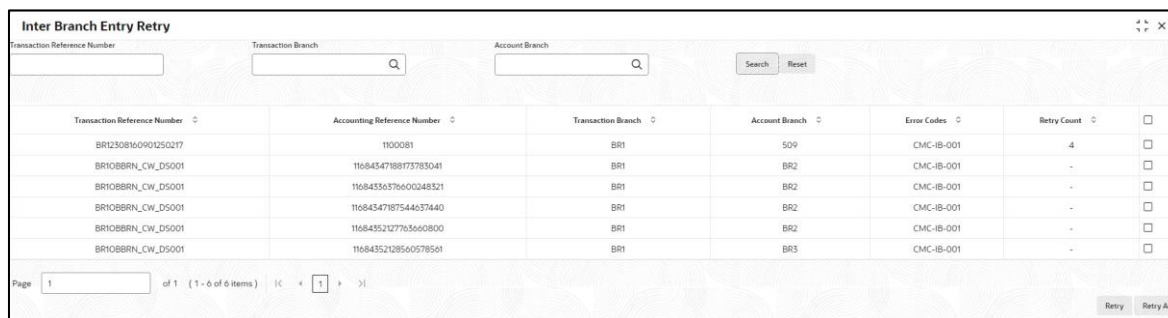 Inter Branch Entry Retry
Transaction Reference Number Transaction Branch Account Branch
Search Reset
Transaction Reference Number Accounting Reference Number Transaction Branch Account Branch Error Codes Retry Count
BR12308160901250217 1100081 BR1 509 CMC-IB-001 4
BR1OBBRN_CW_DS001 11684347188173783041 BR1 BR2 CMC-IB-001 -
BR1OBBRN_CW_DS001 11684336376600248321 BR1 BR2 CMC-IB-001 -
BR1OBBRN_CW_DS001 11684347187544637440 BR1 BR2 CMC-IB-001 -
BR1OBBRN_CW_DS001 11684352127763660800 BR1 BR2 CMC-IB-001 -
BR1OBBRN_CW_DS001 11684352128560578561 BR1 BR3 CMC-IB-001 -
Page 1 of 1 (1 - 6 of 6 items) 1
Retry Retry A